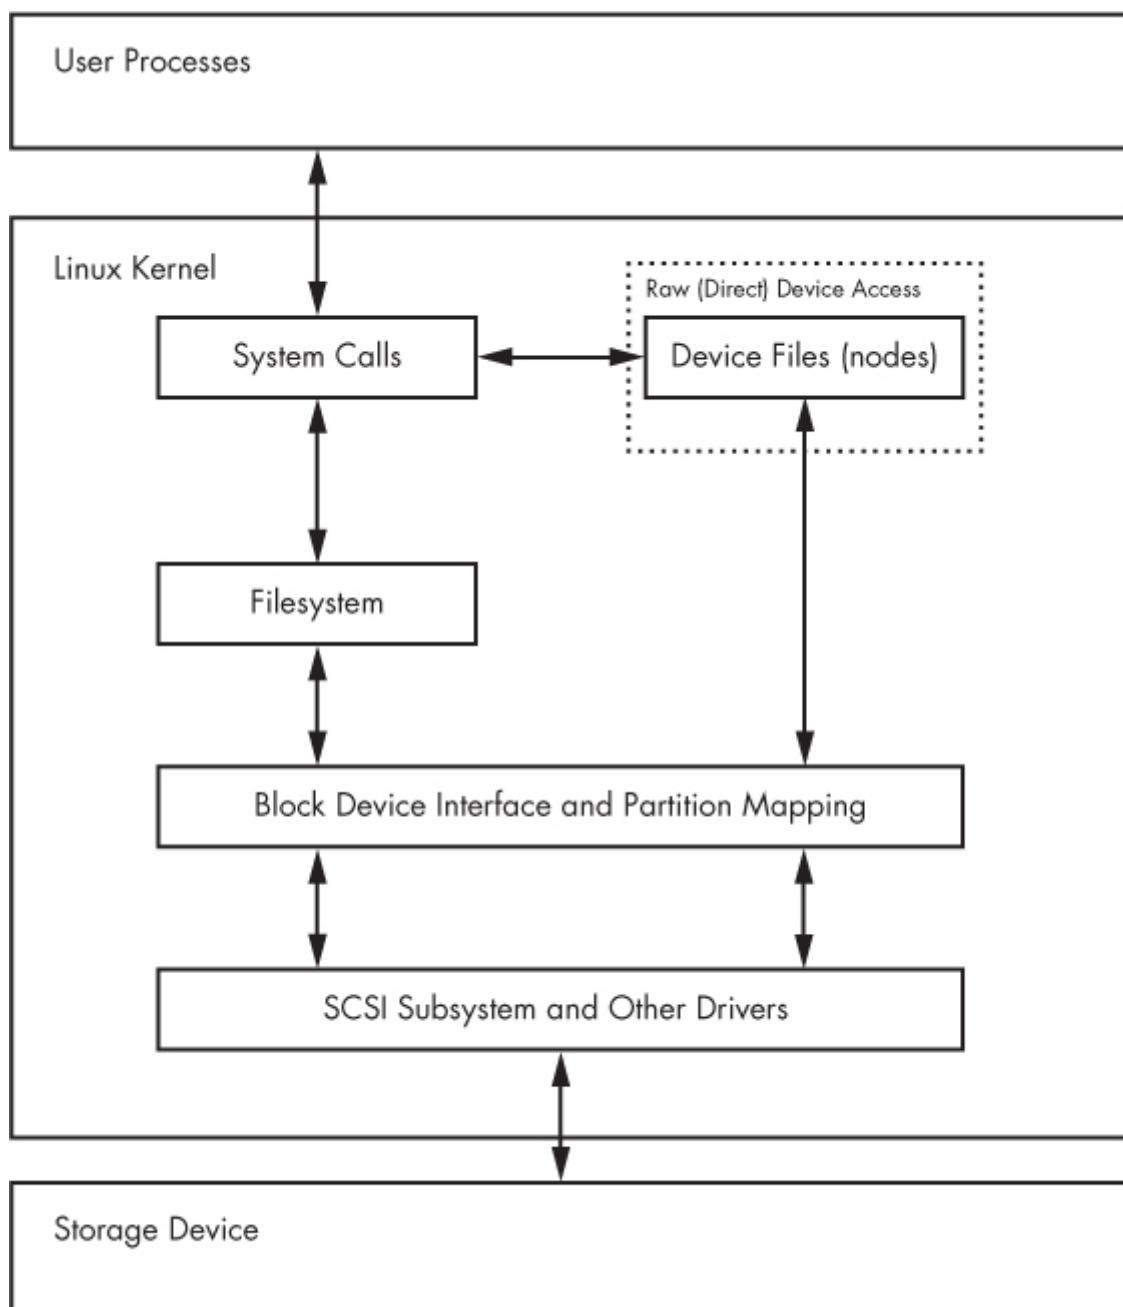 User Processes
Linux Kernel
Raw (Direct) Device Access
System Calls
Device Files (nodes)
Filesystem
Block Device Interface and Partition Mapping
SCSI Subsystem and Other Drivers
Storage Device